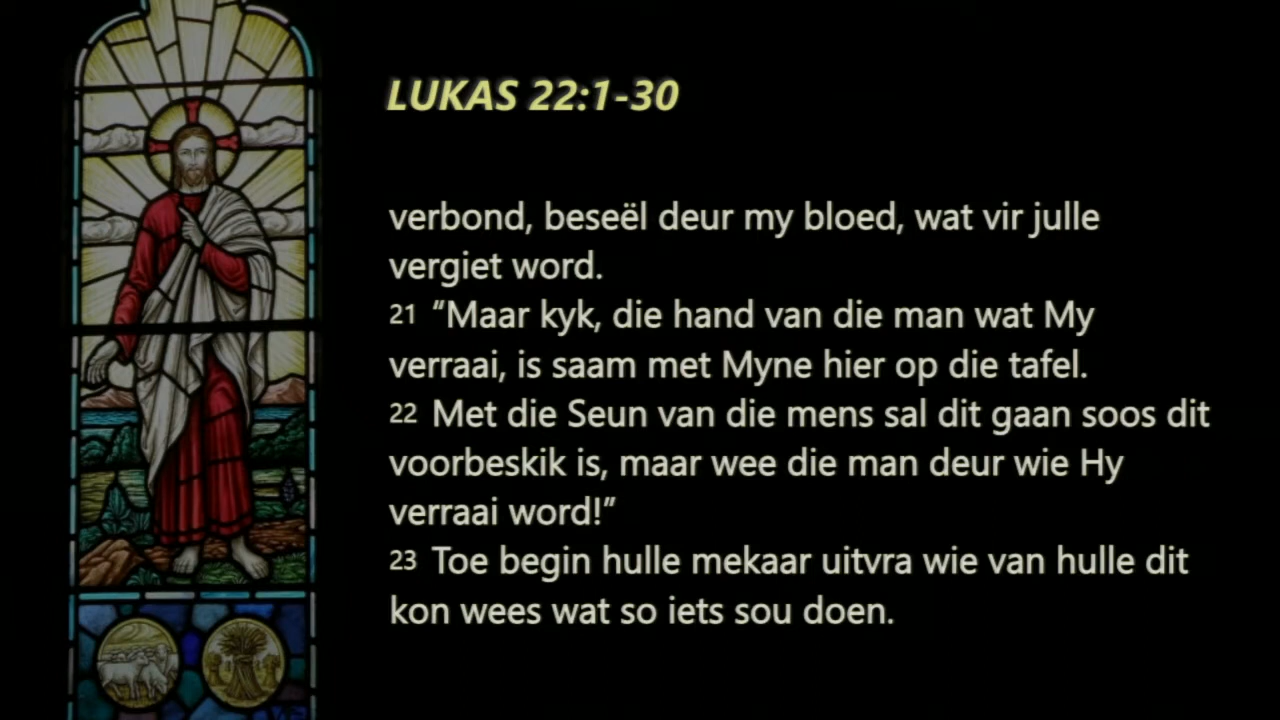 LUKAS 22:1-30
verbond, beseël deur my bloed, wat vir julle
vergiet word.
21 "Maar kyk, die hand van die man wat My
verraai, is saam met Myne hier op die tafel.
22 Met die Seun van die mens sal dit gaan soos dit
voorbeskik is, maar wee die man deur wie Hy
verraai word!"
23 Toe begin hulle mekaar uitvra wie van hulle dit
kon wees wat so iets sou doen.